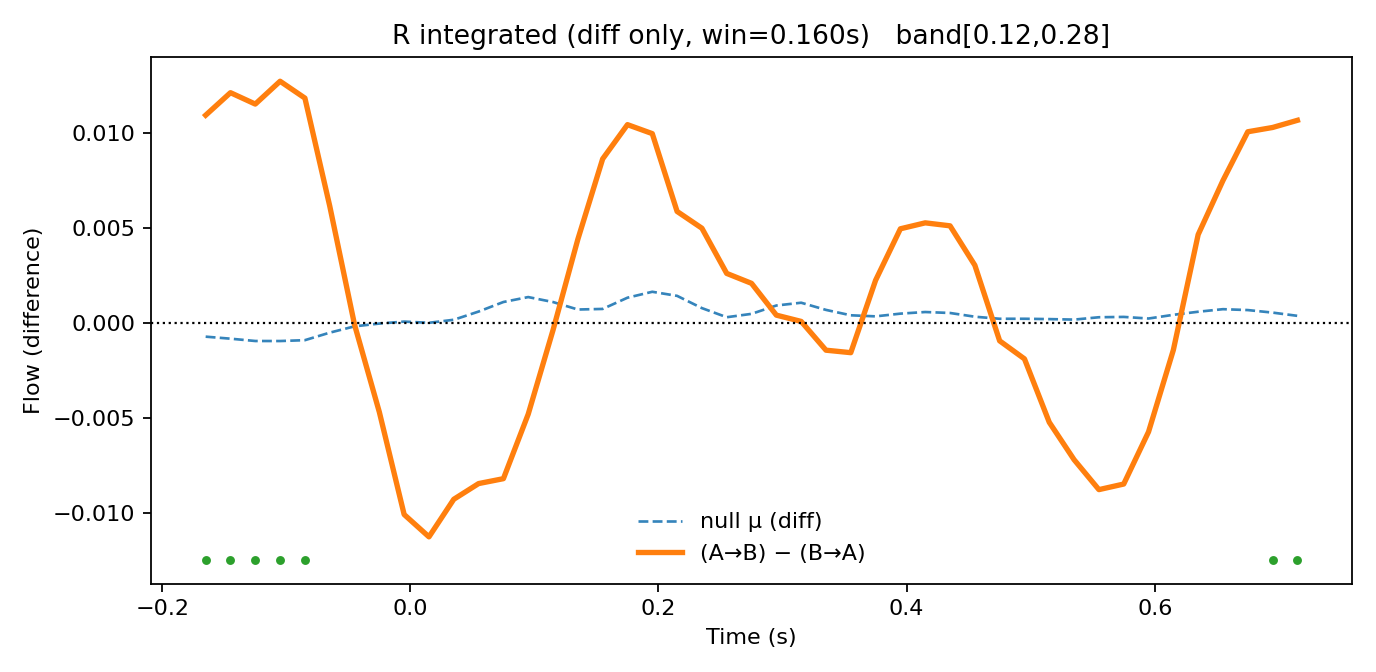 R integrated (diff only, win=0.160s)   band[0.12,0.28]
Flow (difference)
0.010
0.005
0.000
−0.005
−0.010
null μ (diff)
(A→B) − (B→A)
−0.2
0.0
0.2
0.4
0.6
Time (s)